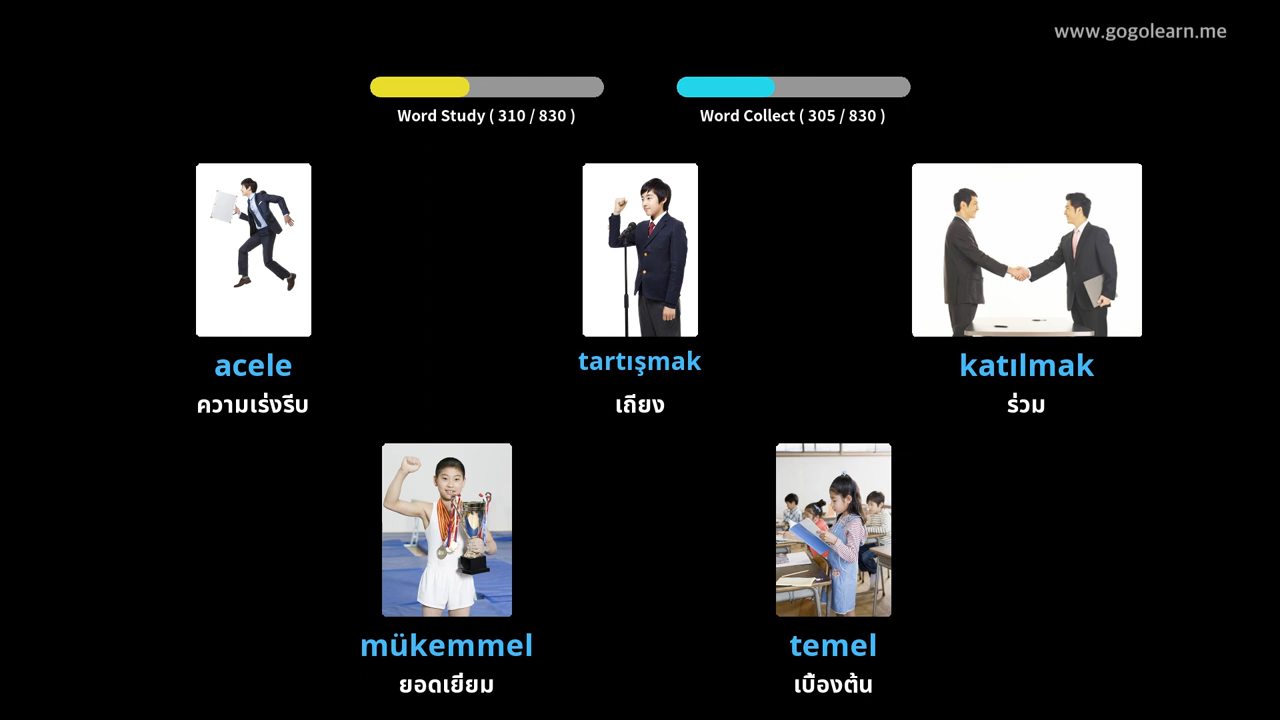 www.gogolearn.me
Word Study ( 310 / 830 )
Word Collect ( 305 / 830 )
acele
ความเร่งรีบ
tartışmak
เถียง
katılmak
ร่วม
mükemmel
ยอดเยี่ยม
temel
เบื้องต้น